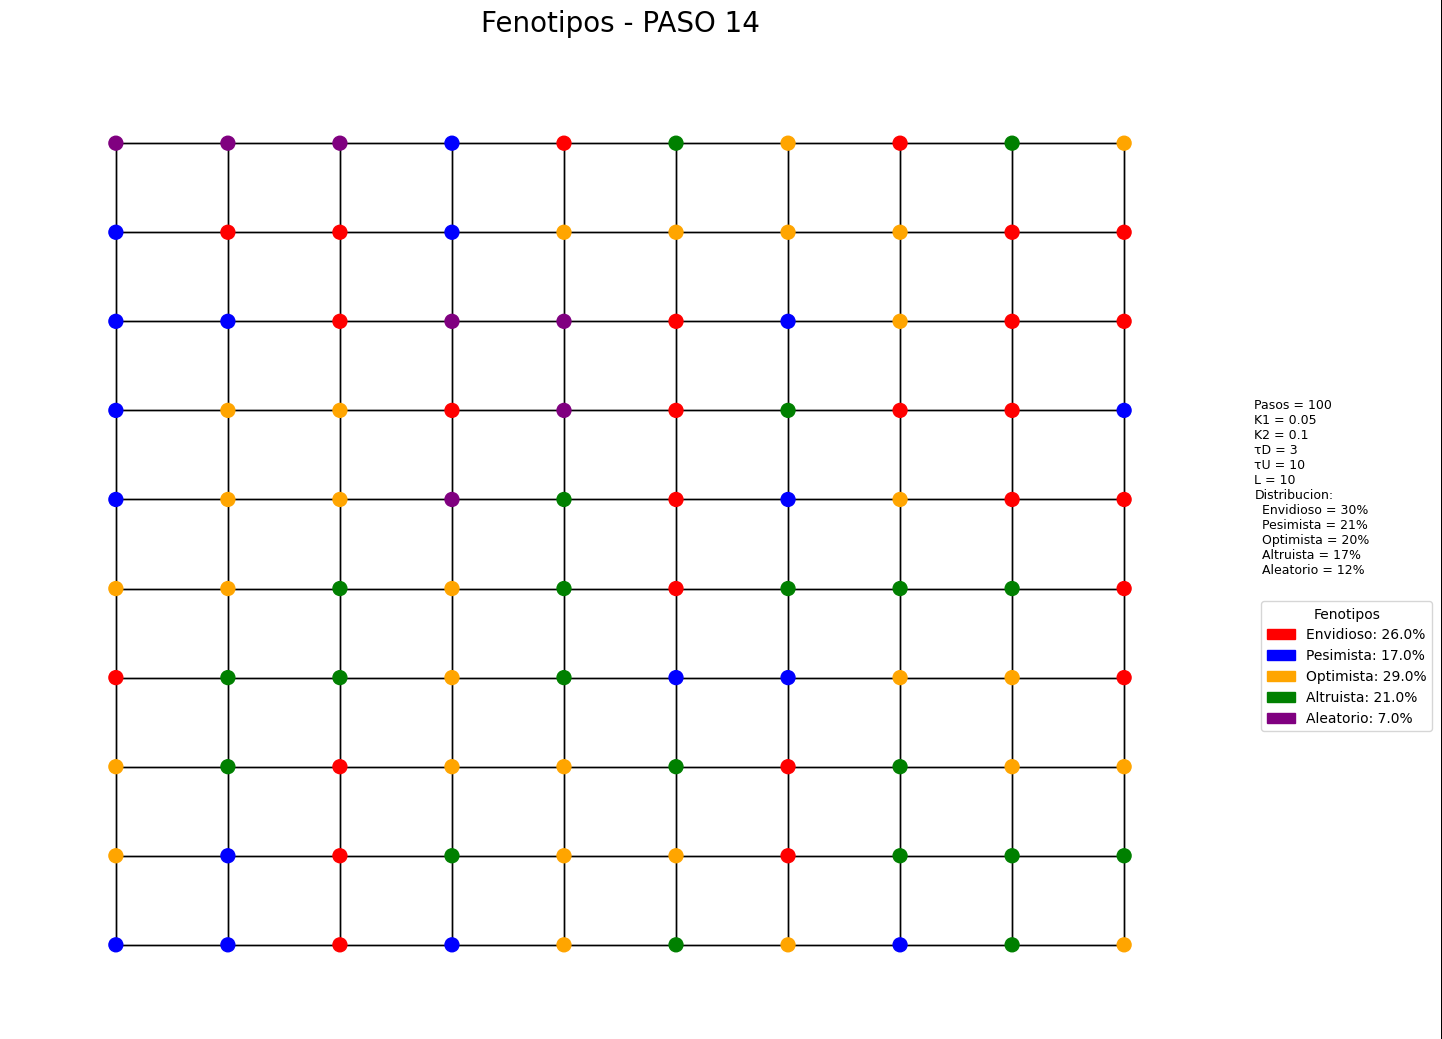 Fenotipos - PASO 14
Pasos = 100
K1 = 0.05
K2 = 0.1
τD = 3
τU = 10
L = 10
Distribucion:
Envidioso = 30%
Pesimista = 21%
Optimista = 20%
Altruista = 17%
Aleatorio = 12%
Fenotipos
Envidioso: 26.0%
Pesimista: 17.0%
Optimista: 29.0%
Altruista: 21.0%
Aleatorio: 7.0%